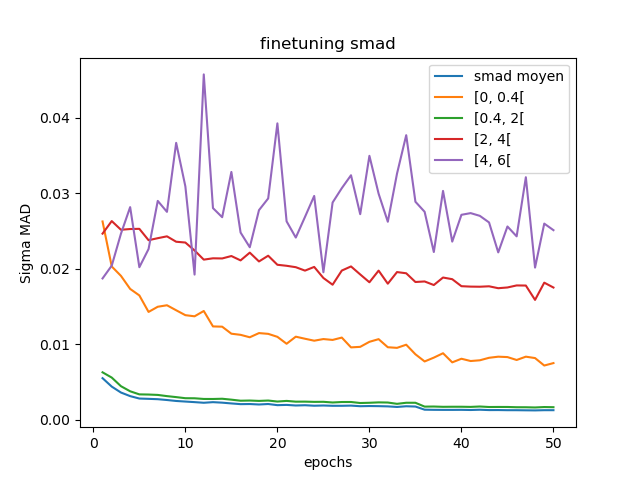 finetuning smad
smad moyen
[0, 0.4[
[0.4, 2[
[2, 4[
[4, 6[
Sigma MAD
0.04
0.03
0.02
0.01
0.00
0 10 20 30 40 50
epochs